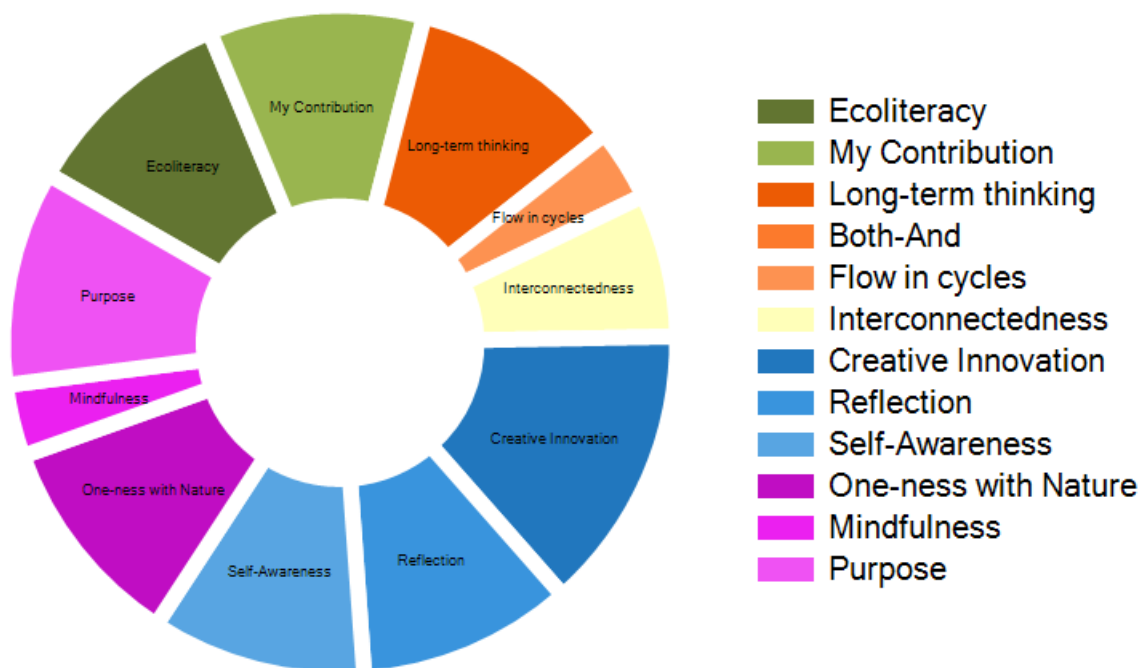 My Contribution
Long-term thinking
Ecoliteracy
Flow in cycles
Interconnectedness
Purpose
Mindfulness
Creative Innovation
One-ness with Nature
Reflection
Self-Awareness
Ecoliteracy
My Contribution
Long-term thinking
Both-And
Flow in cycles
Interconnectedness
Creative Innovation
Reflection
Self-Awareness
One-ness with Nature
Mindfulness
Purpose